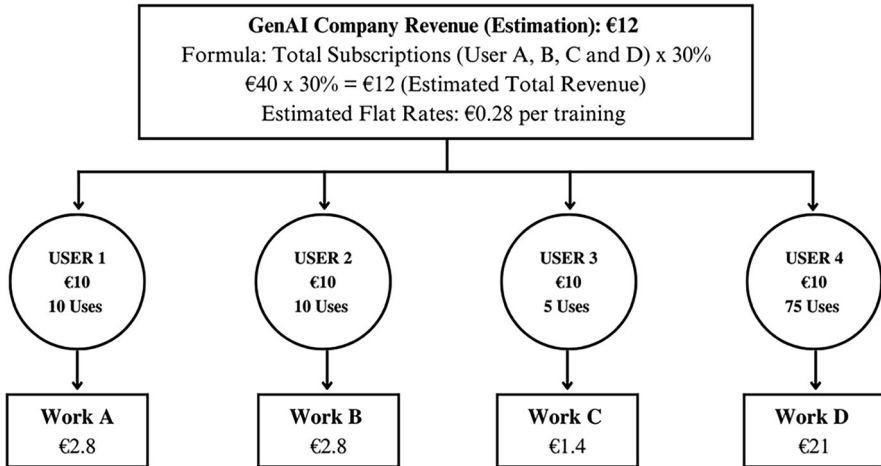 GenAI Company Revenue (Estimation): €12
Formula: Total Subscriptions (User A, B, C and D) x 30%
€40 x 30% = €12 (Estimated Total Revenue)
Estimated Flat Rates: €0.28 per training
USER 1
€10
10 Uses
USER 2
€10
10 Uses
USER 3
€10
5 Uses
USER 4
€10
75 Uses
Work A
€2.8
Work B
€2.8
Work C
€1.4
Work D
€21